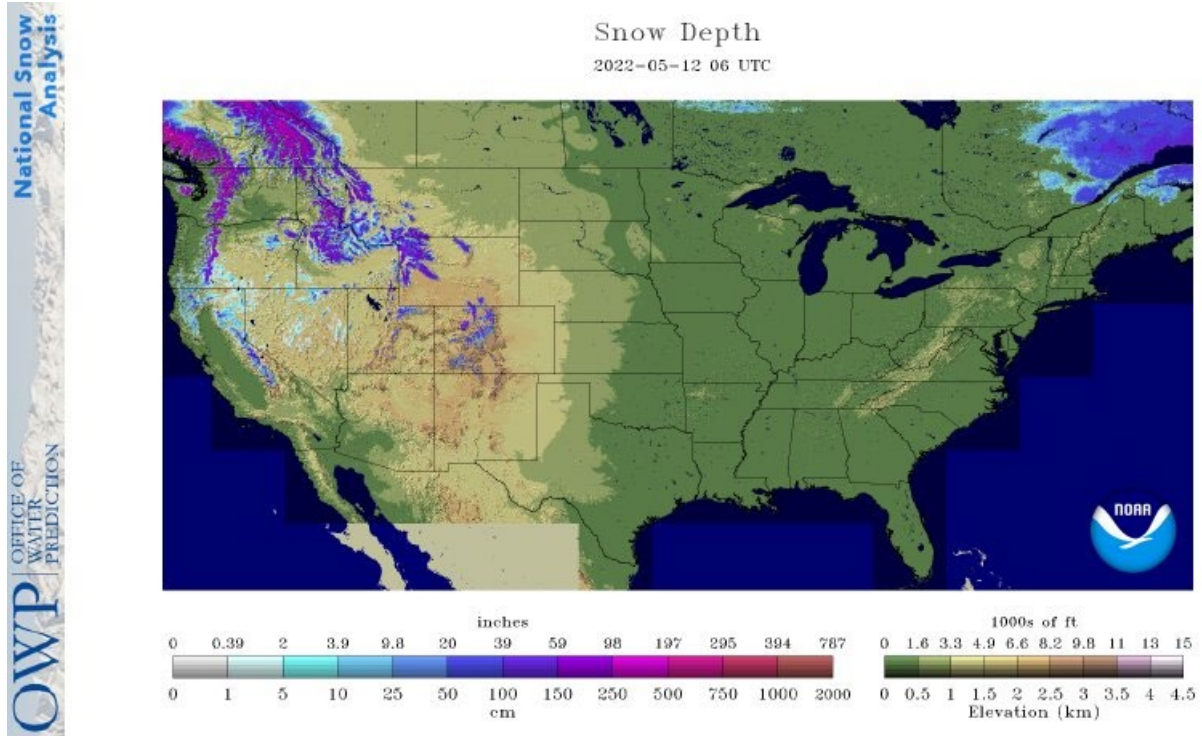 National Snow
Analysis
OWP
OFFICE OF
WATER
PREDICTION
Snow Depth
2022-05-12 06 UTC
NOAA
inches
0 0.39 2 3.9 9.8 20 39 59 98 197 295 394 787
0 1 5 10 25 50 100 150 250 500 750 1000 2000
cm
1000s of ft
0 1.6 3.3 4.9 6.6 8.2 9.8 11 13 15
0 0.5 1 1.5 2 2.5 3 3.5 4 4.5
Elevation (km)